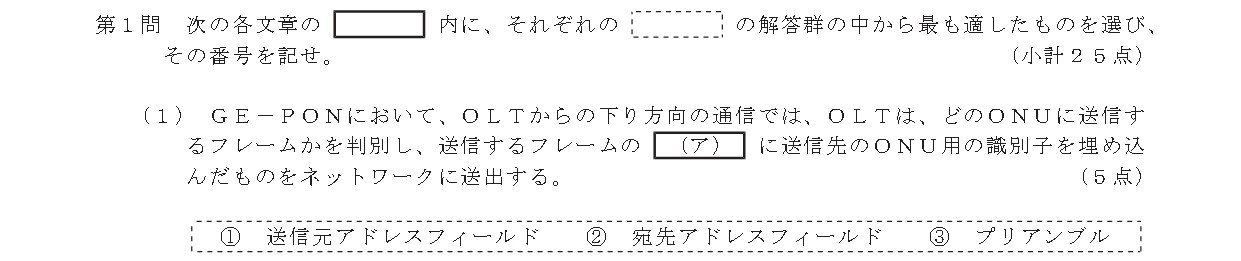 第１問　次の各文章の　　　　内に、それぞれの　　　　の解答群の中から最も適したものを選び、
その番号を記せ。　（小計２５点）
（１）　ＧＥ－ＰＯＮにおいて、ＯＬＴからの下り方向の通信では、ＯＬＴは、どのＯＮＵに送信す
るフレームかを判別し、送信するフレームの　（ア）　に送信先のＯＮＵ用の識別子を埋め込
んだものをネットワークに送出する。　（５点）
①　送信元アドレスフィールド　②　宛先アドレスフィールド　③　プリアンブル